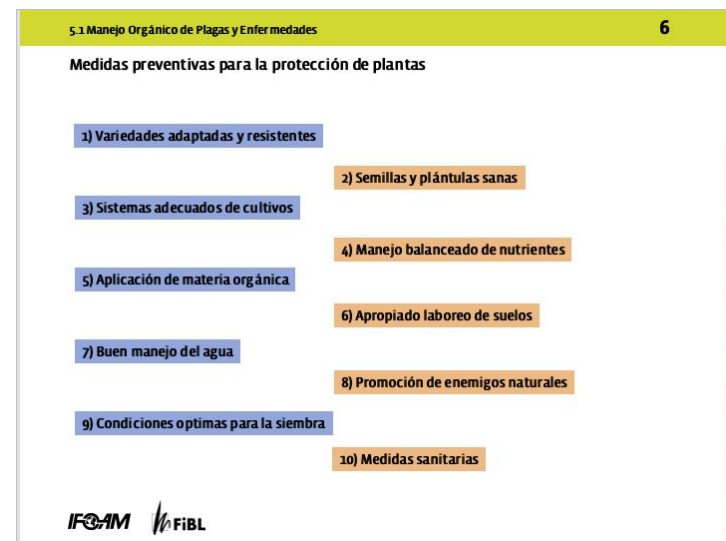 5.1 Manejo Orgánico de Plagas y Enfermedades
6
Medidas preventivas para la protección de plantas
1) Variedades adaptadas y resistentes
2) Semillas y plántulas sanas
3) Sistemas adecuados de cultivos
4) Manejo balanceado de nutrientes
5) Aplicación de materia orgánica
6) Apropiado laboreo de suelos
7) Buen manejo del agua
8) Promoción de enemigos naturales
9) Condiciones optimas para la siembra
10) Medidas sanitarias
IFOAM
FiBL